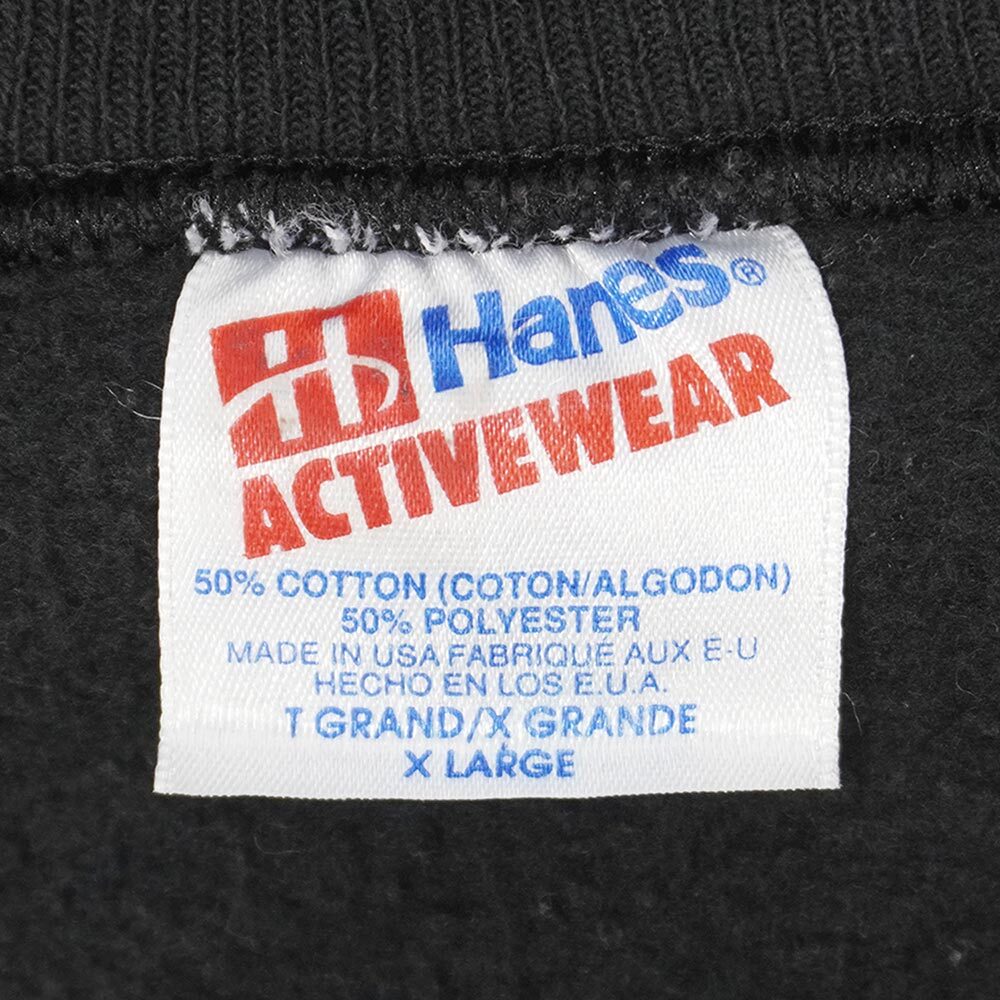 Hanes®
ACTIVEWEAR
50% COTTON (COTON/ALGODON)
50% POLYESTER
MADE IN USA FABRIQUÉ AUX E-U
HECHO EN LOS E.U.A.
T GRAND/X GRANDE
X LARGE